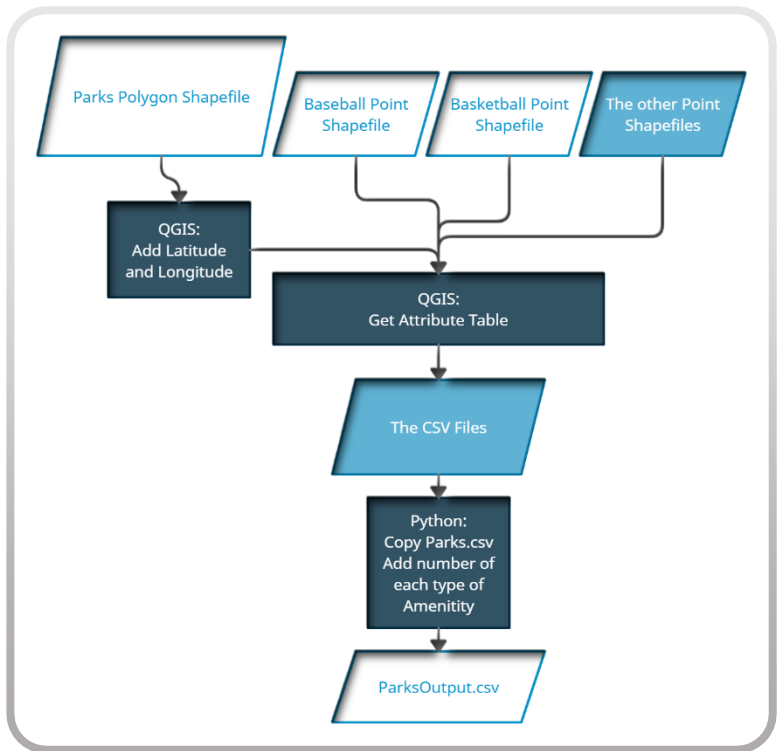 Parks Polygon Shapefile
Baseball Point
Shapefile
Basketball Point
Shapefile
The other Point
Shapefiles
QGIS:
Add Latitude
and Longitude
QGIS:
Get Attribute Table
The CSV Files
Python:
Copy Parks.csv
Add number of
each type of
Amenitity
ParksOutput.csv